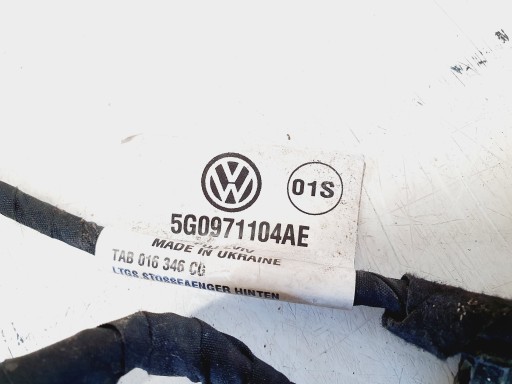 01S
5G0971104AE
MADE IN UKRAINE
TAB 016 346 CG
LTGS STOSSFAENGER HINTEN